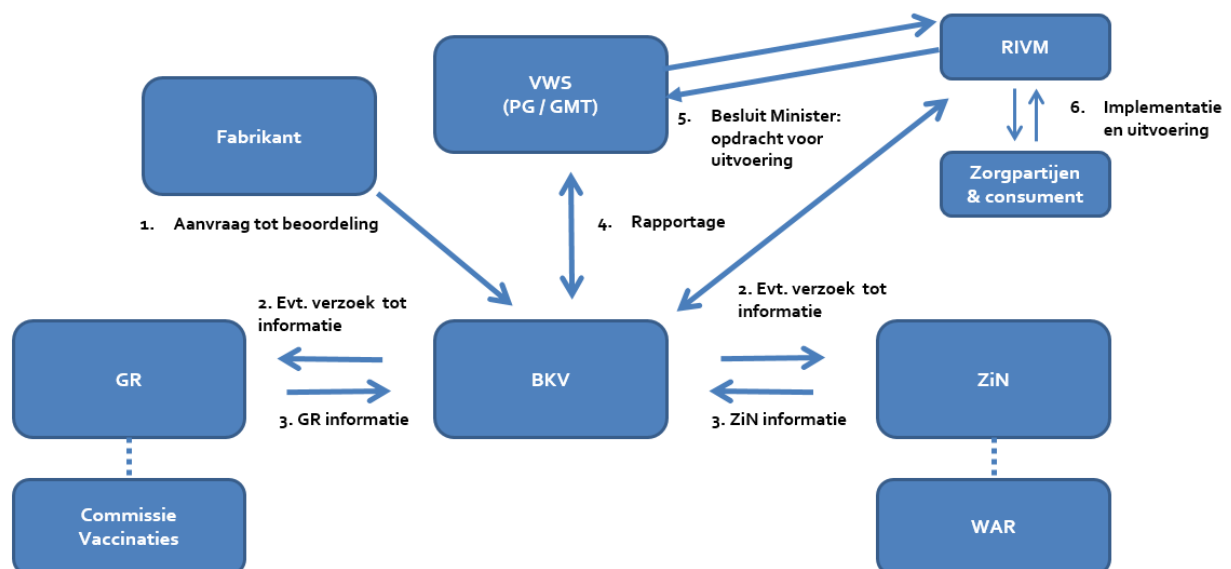 VWS
(PG / GMT)
RIVM
Fabrikant
5. Besluit Minister:
opdracht voor
uitvoering
6. Implementatie
en uitvoering
Zorgpartijen
& consument
1. Aanvraag tot beoordeling
4. Rapportage
2. Evt. verzoek tot
informatie
2. Evt. verzoek tot
informatie
GR
BKV
ZiN
3. GR informatie
3. ZiN informatie
Commissie
Vaccinaties
WAR